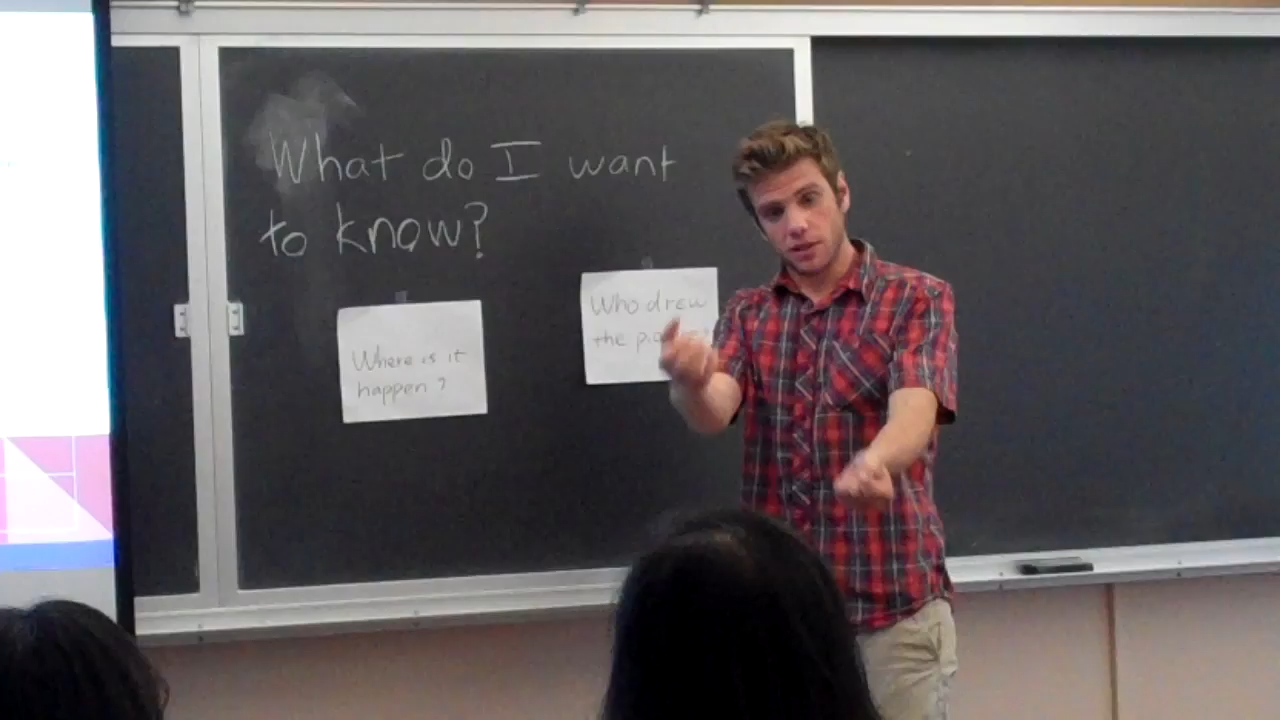 What do I want
to know?
Where is it
happen?
Who drew
the